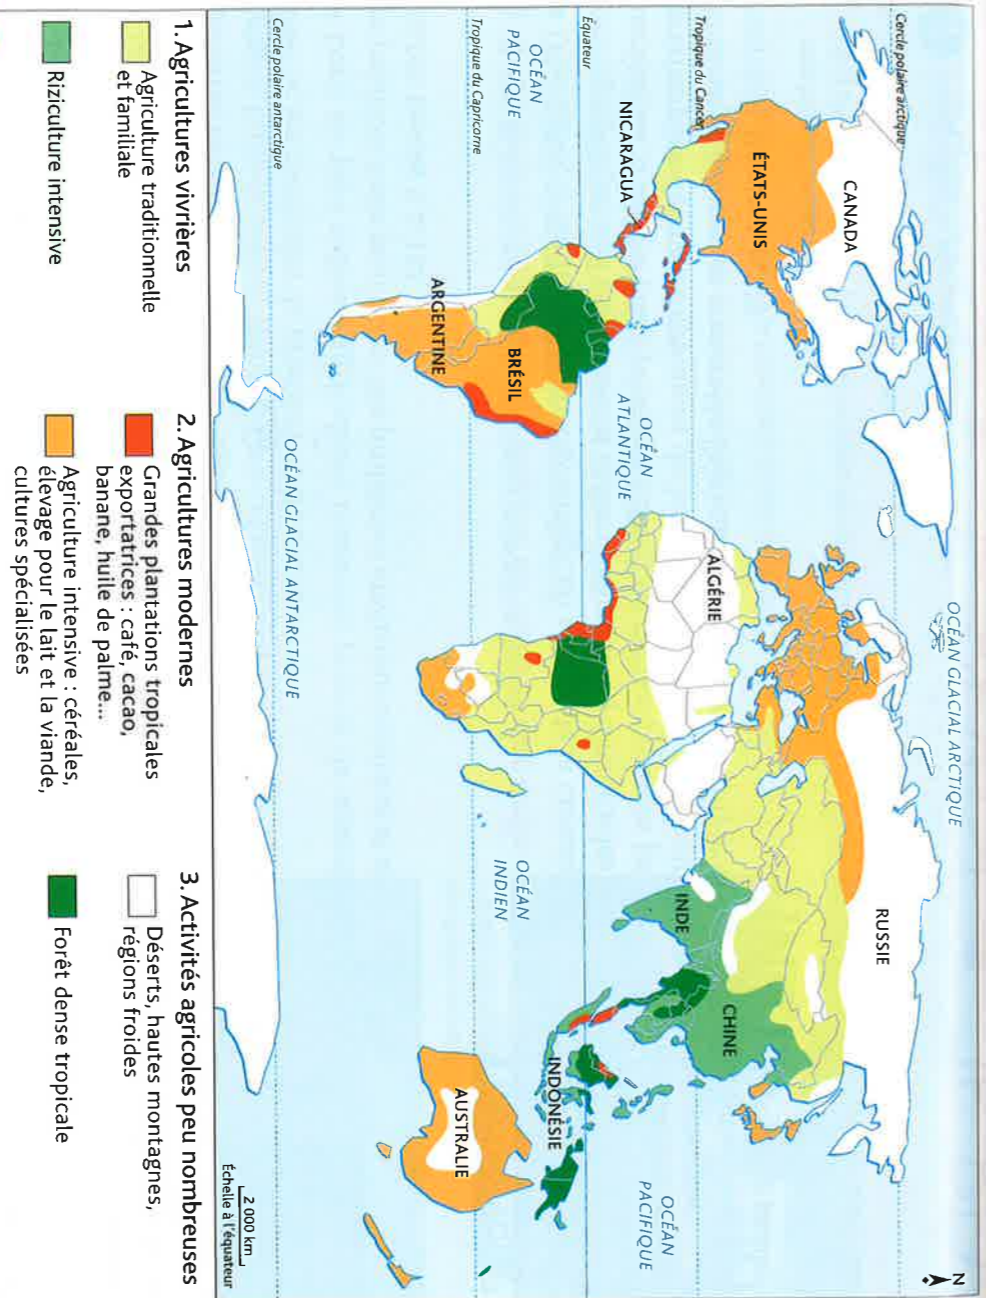 OCÉAN GLACIAL ARCTIQUE
N
Cercle polaire arctique
CANADA
RUSSIE
ÉTATS-UNIS
Tropique du Cancer
ALGÉRIE
CHINE
INDE
OCÉAN
PACIFIQUE
NICARAGUA
OCÉAN
ATLANTIQUE
Équateur
OCÉAN
PACIFIQUE
BRÉSIL
OCÉAN
INDIEN
INDONÉSIE
Tropique du Capricorne
ARGENTINE
AUSTRALIE
OCÉAN GLACIAL ANTARCTIQUE
Cercle polaire antarctique
2 000 km
Échelle à l'équateur
1. Agricultures vivrières
Agriculture traditionnelle
et familiale
Riziculture intensive
2. Agricultures modernes
Grandes plantations tropicales
exportatrices : café, cacao,
banane, huile de palme...
Agriculture intensive : céréales,
élevage pour le lait et la viande,
cultures spécialisées
3. Activités agricoles peu nombreuses
Déserts, hautes montagnes,
régions froides
Forêt dense tropicale